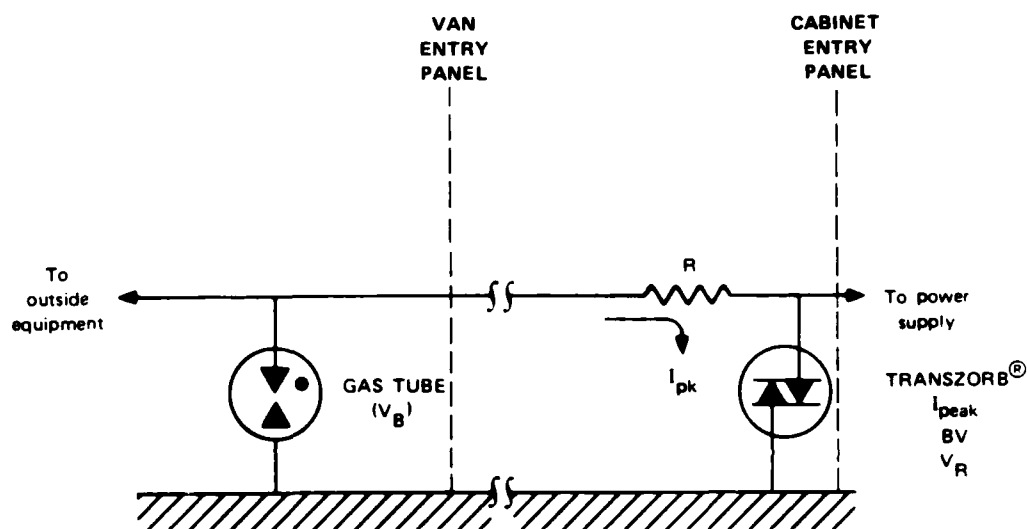 VAN
ENTRY
PANEL
CABINET
ENTRY
PANEL
To
outside
equipment
R
To power
supply
I_pk
GAS TUBE
(V_B)
TRANSZORB®
I_peak
BV
V_R